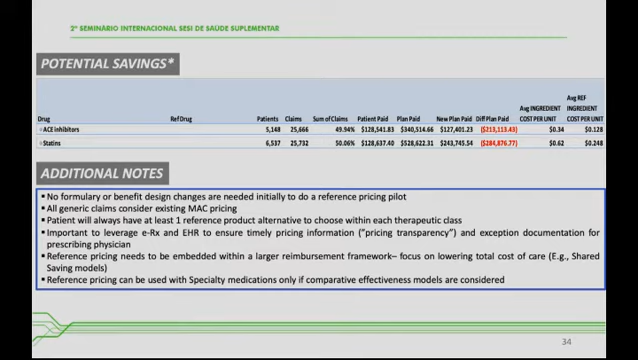 2º SEMINÁRIO INTERNACIONAL SESI DE SAÚDE SUPLEMENTAR
POTENTIAL SAVINGS*
Drug Ref Drug Patients Claims Sum of Claims Patient Paid Plan Paid New Plan Paid Diff Plan Paid Avg INGREDIENT COST PER UNIT Avg REF INGREDIENT COST PER UNIT
ACE inhibitors 5,148 25,666 49.94% $128,541.83 $340,514.66 $127,401.23 ($213,113.43) $0.34 $0.128
Statins 6,537 25,732 50.06% $128,637.40 $528,622.31 $243,745.54 ($284,876.77) $0.62 $0.248
ADDITIONAL NOTES
▪ No formulary or benefit design changes are needed initially to do a reference pricing pilot
▪ All generic claims consider existing MAC pricing
▪ Patient will always have at least 1 reference product alternative to choose within each therapeutic class
▪ Important to leverage e-Rx and EHR to ensure timely pricing information ("pricing transparency") and exception documentation for
prescribing physician
▪ Reference pricing needs to be embedded within a larger reimbursement framework– focus on lowering total cost of care (E.g., Shared
Saving models)
▪ Reference pricing can be used with Specialty medications only if comparative effectiveness models are considered
34